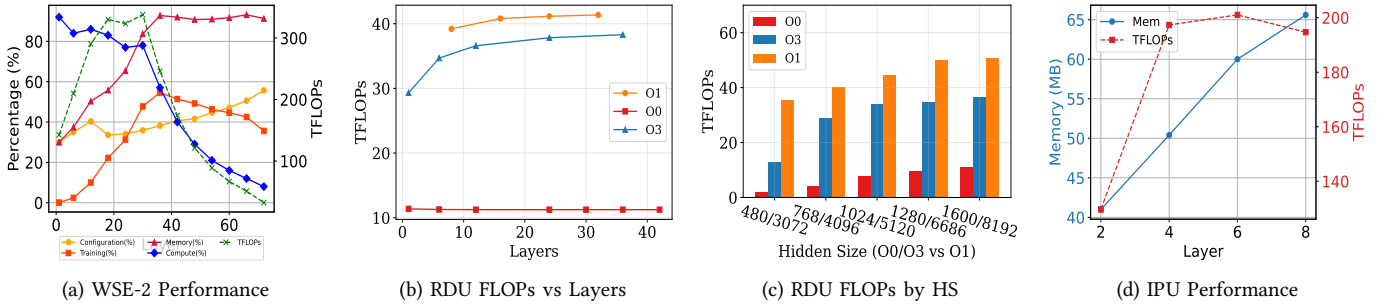 Percentage (%)
80
60
40
20
0
300
200
100
TFLOPs
0
20
40
60
Configuration(%)
Memory(%)
TFLOPs
Training(%)
Compute(%)
(a) WSE-2 Performance
TFLOPs
40
30
20
10
O1
O0
O3
0
10
20
30
40
Layers
(b) RDU FLOPs vs Layers
TFLOPs
60
40
20
0
O0
O3
O1
480/3072
768/4096
1024/5120
1280/6686
1600/8192
Hidden Size (O0/O3 vs O1)
(c) RDU FLOPs by HS
Memory (MB)
65
60
55
50
45
40
Mem
TFLOPs
200
180
160
140
TFLOPs
2
4
6
8
Layer
(d) IPU Performance